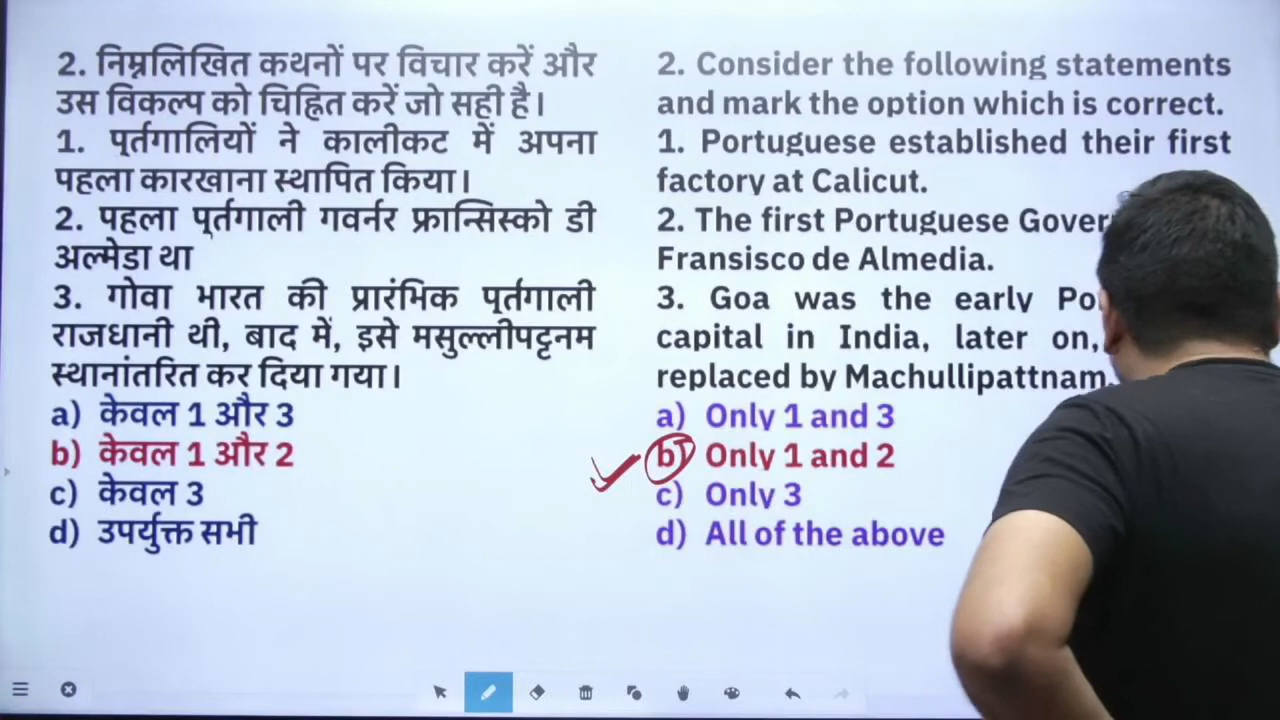 2. निम्नलिखित कथनों पर विचार करें और
उस विकल्प को चिह्नित करें जो सही है।
1. पुर्तगालियों ने कालीकट में अपना
पहला कारखाना स्थापित किया।
2. पहला पुर्तगाली गवर्नर फ्रान्सिस्को डी
अल्मेडा था
3. गोवा भारत की प्रारंभिक पुर्तगाली
राजधानी थी, बाद में, इसे मसुल्लीपट्टनम
स्थानांतरित कर दिया गया।
a) केवल 1 और 3
b) केवल 1 और 2
c) केवल 3
d) उपर्युक्त सभी
2. Consider the following statements
and mark the option which is correct.
1. Portuguese established their first
factory at Calicut.
2. The first Portuguese
Fransisco de Almedia.
3. Goa was the early
capital in India, later on,
replaced by Machullipattnam.
a) Only 1 and 3
b) Only 1 and 2
c) Only 3
d) All of the above